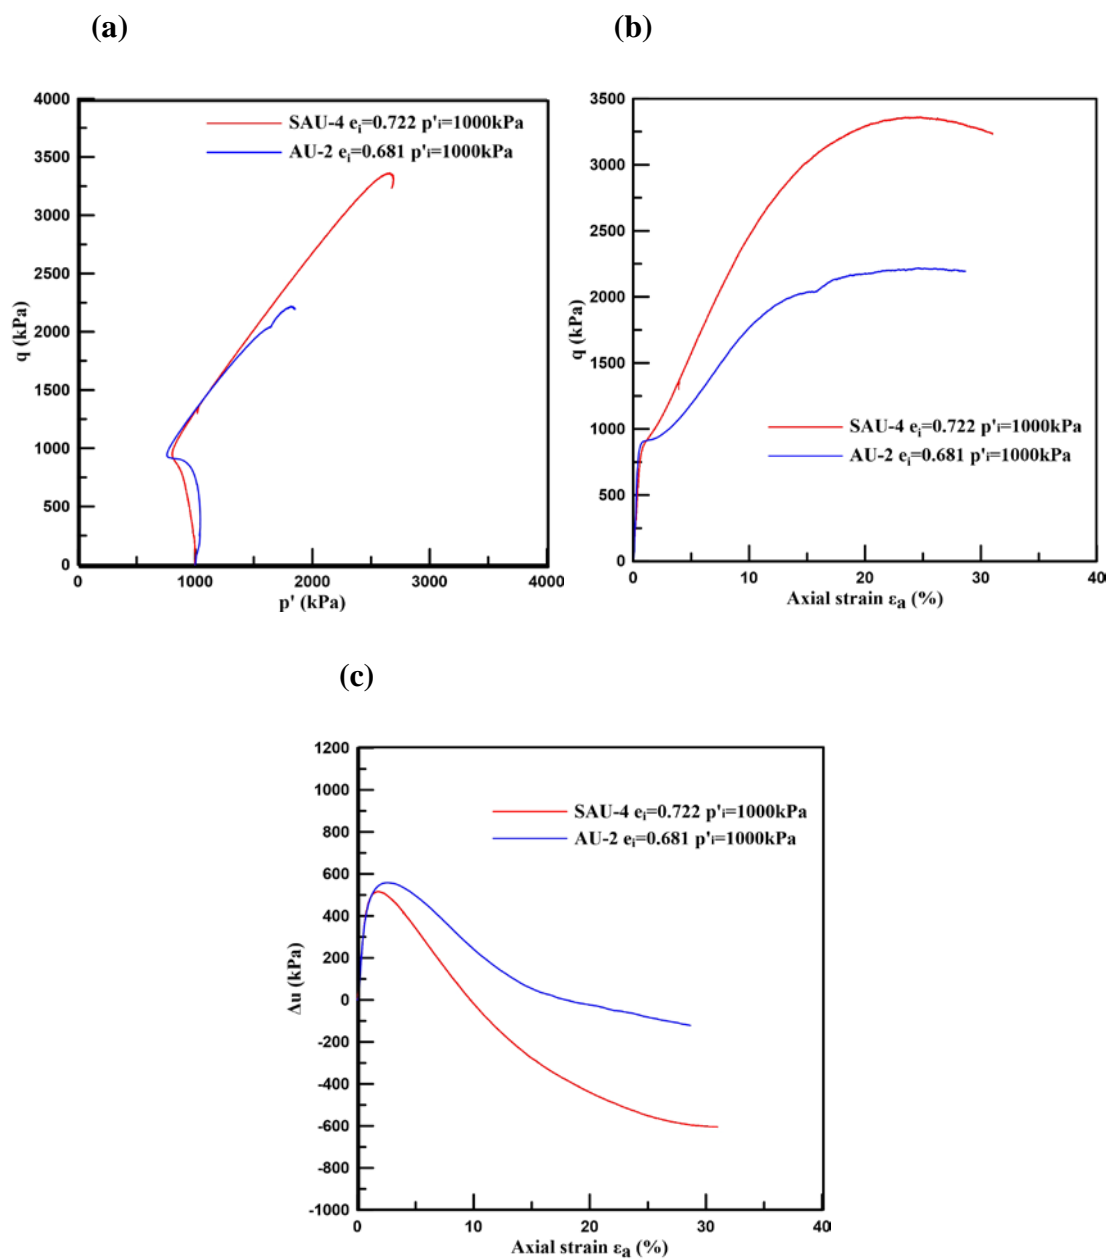 (a)
4000
3500
3000
2500
2000
1500
1000
500
0
q (kPa)
SAU-4 eᵢ=0.722 p'ᵢ=1000kPa
AU-2 eᵢ=0.681 p'ᵢ=1000kPa
0 1000 2000 3000 4000
p' (kPa)
(b)
3500
3000
2500
2000
1500
1000
500
0
q (kPa)
SAU-4 eᵢ=0.722 p'ᵢ=1000kPa
AU-2 eᵢ=0.681 p'ᵢ=1000kPa
0 10 20 30 40
Axial strain εₐ (%)
(c)
1200
1000
800
600
400
200
0
-200
-400
-600
-800
-1000
Δu (kPa)
SAU-4 eᵢ=0.722 p'ᵢ=1000kPa
AU-2 eᵢ=0.681 p'ᵢ=1000kPa
0 10 20 30 40
Axial strain εₐ (%)